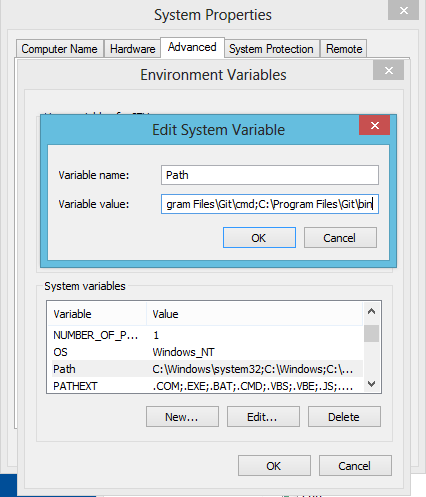 System Properties
Computer Name Hardware Advanced System Protection Remote
Environment Variables
Edit System Variable
Variable name: Path
Variable value: gram Files\Git\cmd;C:\Program Files\Git\bin
OK Cancel
System variables
Variable Value
NUMBER_OF_P... 1
OS Windows_NT
Path C:\Windows\system32;C:\Windows;C:\...
PATHEXT .COM;.EXE;.BAT;.CMD;.VBS;.VBE;.JS;....
New... Edit... Delete
OK Cancel